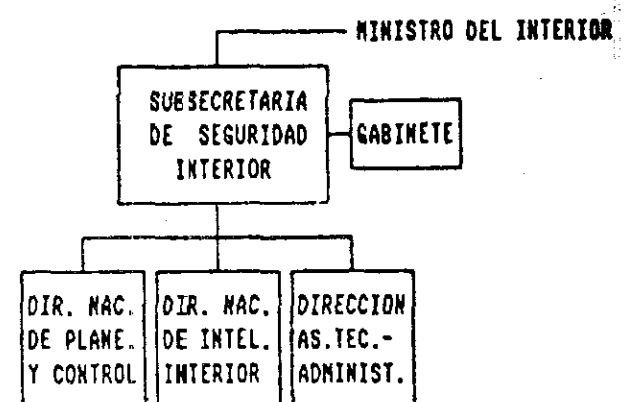 MINISTRO DEL INTERIOR
SUBSECRETARIA
DE SEGURIDAD
INTERIOR
GABINETE
DIR. NAC.
DE PLANE.
Y CONTROL
DIR. NAC.
DE INTEL.
INTERIOR
DIRECCION
AS.TEC.-
ADMINIST.